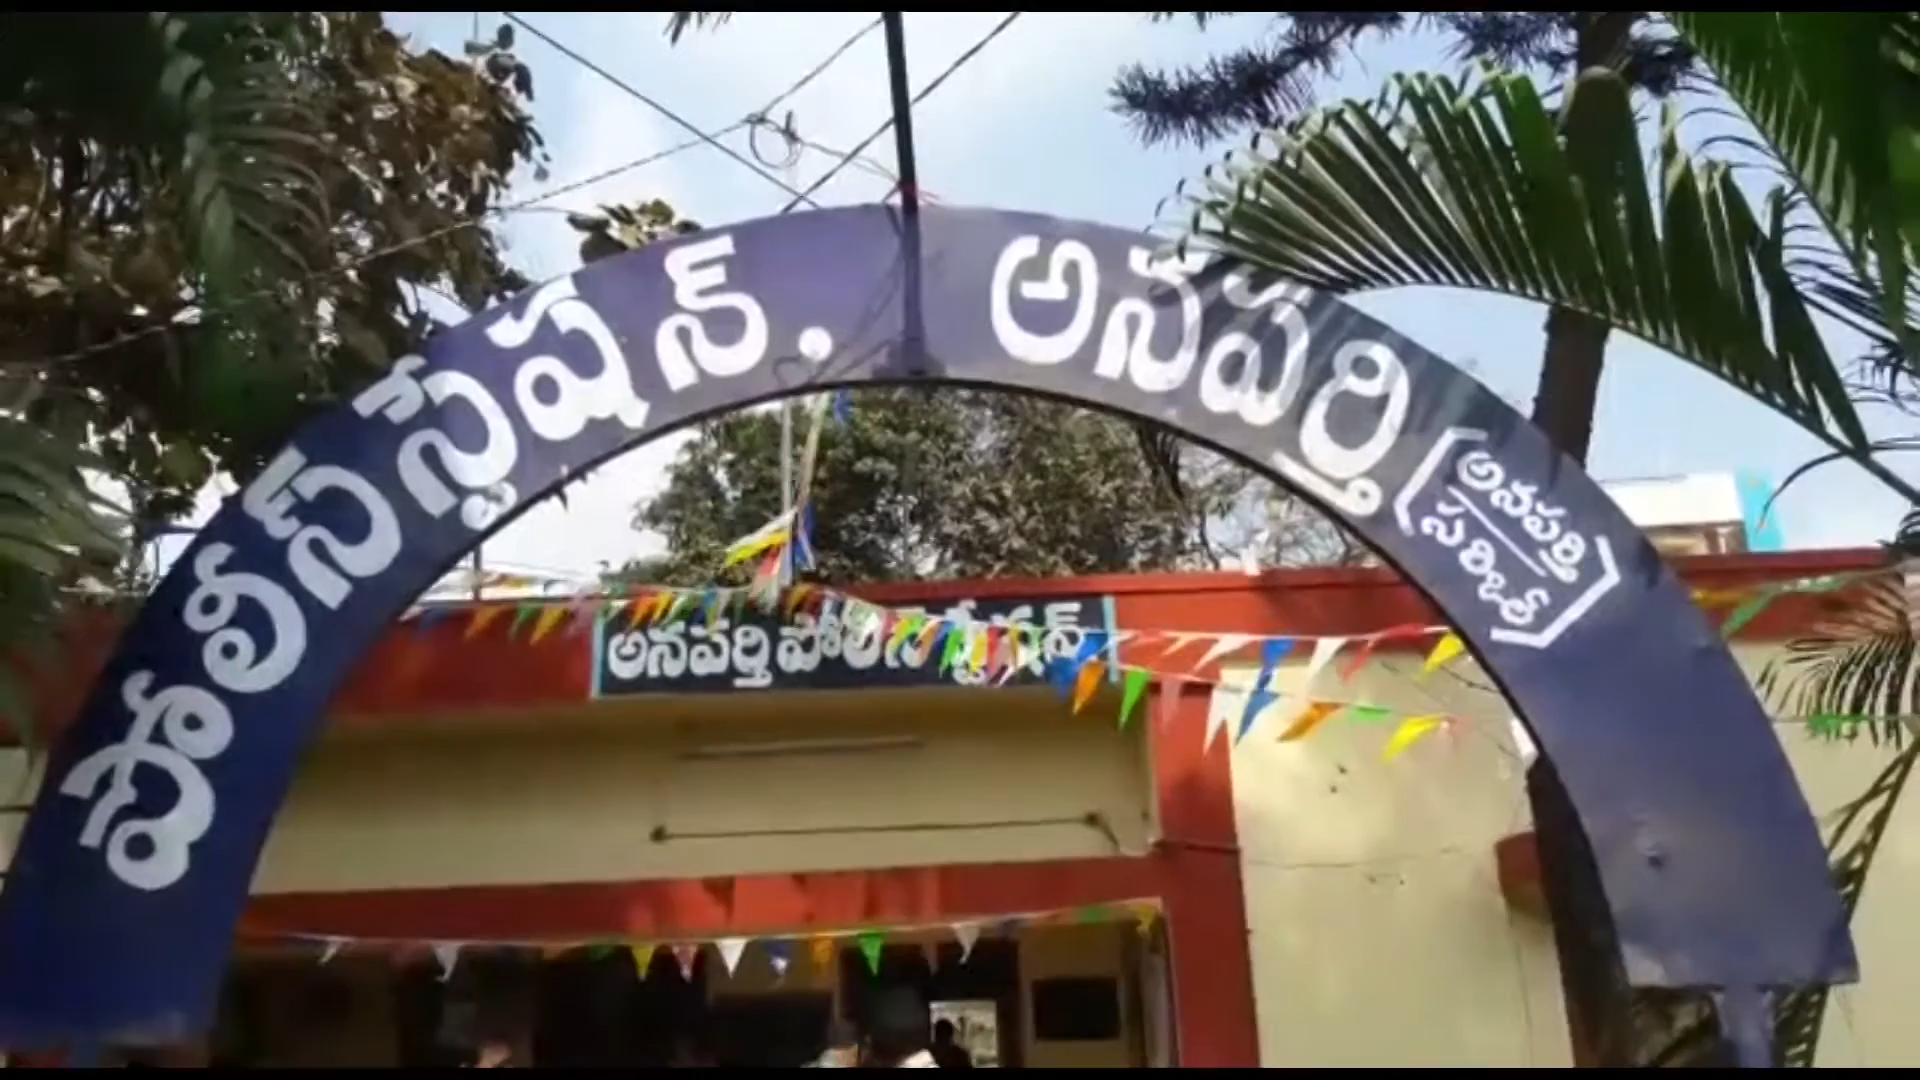 పోలీస్‌స్టేషన్. అనపర్తి
అనపర్తి
సర్కిల్
అనపర్తి పోలీస్ స్టేషన్